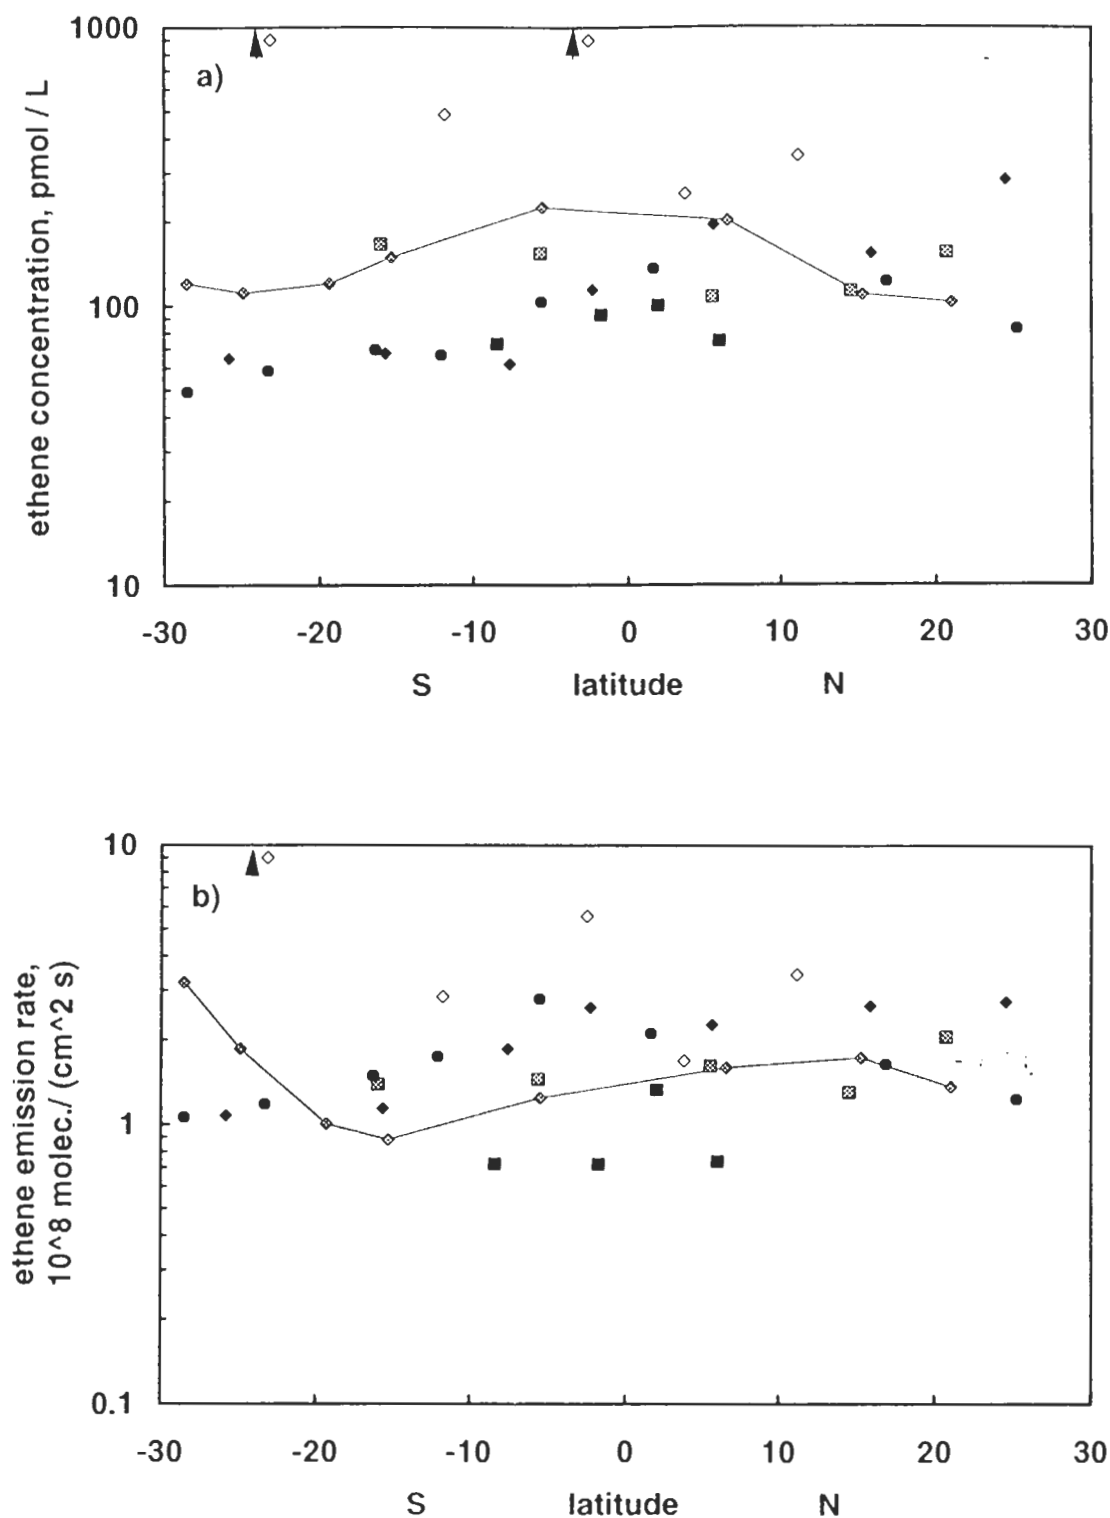 1000
a)
ethene concentration, pmol / L
100
10
-30 -20 -10 0 10 20 30
S latitude N
10
b)
ethene emission rate,
10^8 molec./ (cm^2 s)
1
0.1
-30 -20 -10 0 10 20 30
S latitude N